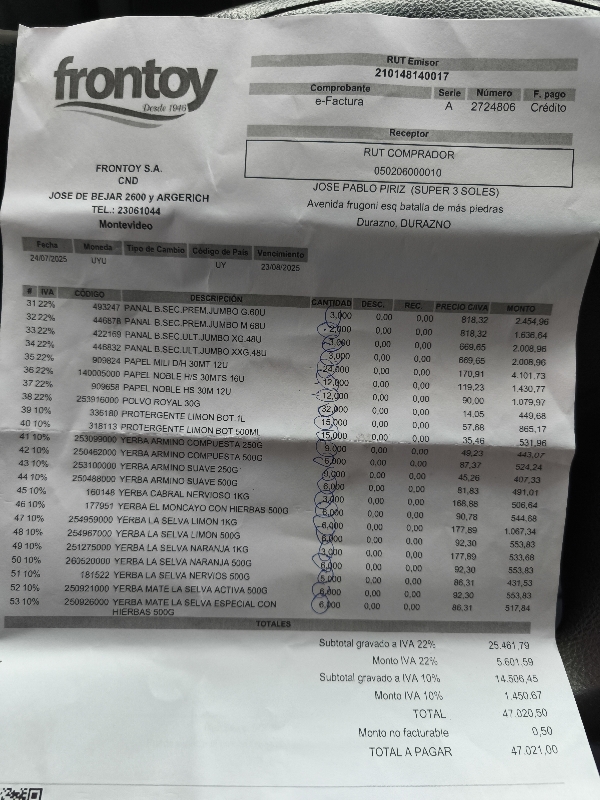 frontoy
Desde 1946
RUT Emisor
210148140017
Comprobante Serie Número F. pago
e-Factura A 2724806 Crédito
Receptor
RUT COMPRADOR
050206000010
JOSE PABLO PIRIZ (SUPER 3 SOLES)
Avenida frugoni esq batalla de más piedras
Durazno, DURAZNO
FRONTOY S.A.
CND
JOSE DE BEJAR 2600 y ARGERICH
TEL.: 23061044
Montevideo
Fecha Moneda Tipo de Cambio Código de País Vencimiento
24/07/2025 UYU UY 23/08/2025
# IVA CÓDIGO DESCRIPCIÓN CANTIDAD DESC. REC. PRECIO C/IVA MONTO
31 22% 493247 PANAL B.SEC.PREM.JUMBO G.60U 3,000 0,00 0,00 818,32 2.454,96
32 22% 446878 PANAL B.SEC.PREM.JUMBO M 68U 2,000 0,00 0,00 818,32 1.636,64
33 22% 422169 PANAL B.SEC.ULT.JUMBO XG.48U 3,000 0,00 0,00 669,65 2.008,96
34 22% 446832 PANAL B.SEC.ULT.JUMBO XXG,48U 3,000 0,00 0,00 669,65 2.008,96
35 22% 909824 PAPEL MILI D/H 30MT 12U 24,000 0,00 0,00 170,91 4.101,73
36 22% 140005000 PAPEL NOBLE H/S 30MTS 16U 12,000 0,00 0,00 119,23 1.430,77
37 22% 909658 PAPEL NOBLE HS 30M 12U 12,000 0,00 0,00 90,00 1.079,97
38 22% 253916000 POLVO ROYAL 30G 32,000 0,00 0,00 14.05 449,68
39 10% 336180 PROTERGENTE LIMON BOT.1L 15,000 0,00 0,00 57,68 865,17
40 10% 318113 PROTERGENTE LIMON BOT 500ML 15,000 0,00 0,00 35,46 531,96
41 10% 253099000 YERBA ARMINO COMPUESTA 250G 9,000 0,00 0,00 49,23 443,07
42 10% 250462000 YERBA ARMINO COMPUESTA 500G 6,000 0,00 0,00 87,37 524,24
43 10% 253100000 YERBA ARMINO SUAVE 250G 9,000 0,00 0,00 45,26 407,33
44 10% 250488000 YERBA ARMINO SUAVE 500G 6,000 0,00 0,00 81,83 491,01
45 10% 160148 YERBA CABRAL NERVIOSO 1KG 3,000 0,00 0,00 168,88 506,64
46 10% 177951 YERBA EL MONCAYO CON HIERBAS 500G 6,000 0,00 0,00 90,78 544,68
47 10% 254959000 YERBA LA SELVA LIMON 1KG 6,000 0,00 0,00 177,89 1.067,34
48 10% 254967000 YERBA LA SELVA LIMON 500G 6,000 0,00 0,00 92,30 553,83
49 10% 251275000 YERBA LA SELVA NARANJA 1KG 3,000 0,00 0,00 177,89 533,68
50 10% 260520000 YERBA LA SELVA NARANJA 500G 6,000 0,00 0,00 92,30 553,83
51 10% 181522 YERBA LA SELVA NERVIOS 500G 5,000 0,00 0,00 86,31 431,53
52 10% 250921000 YERBA MATE LA SELVA ACTIVA 500G 6,000 0,00 0,00 92,30 553,83
53 10% 250926000 YERBA MATE LA SELVA ESPECIAL CON 6,000 0,00 0,00 86,31 517,84
HIERBAS 500G
TOTALES
Subtotal gravado a IVA 22% 25.461,79
Monto IVA 22% 5.601.59
Subtotal gravado a IVA 10% 14.506,45
Monto IVA 10% 1.450.67
TOTAL 47.020,50
Monto no facturable 0,50
TOTAL A PAGAR 47.021,00